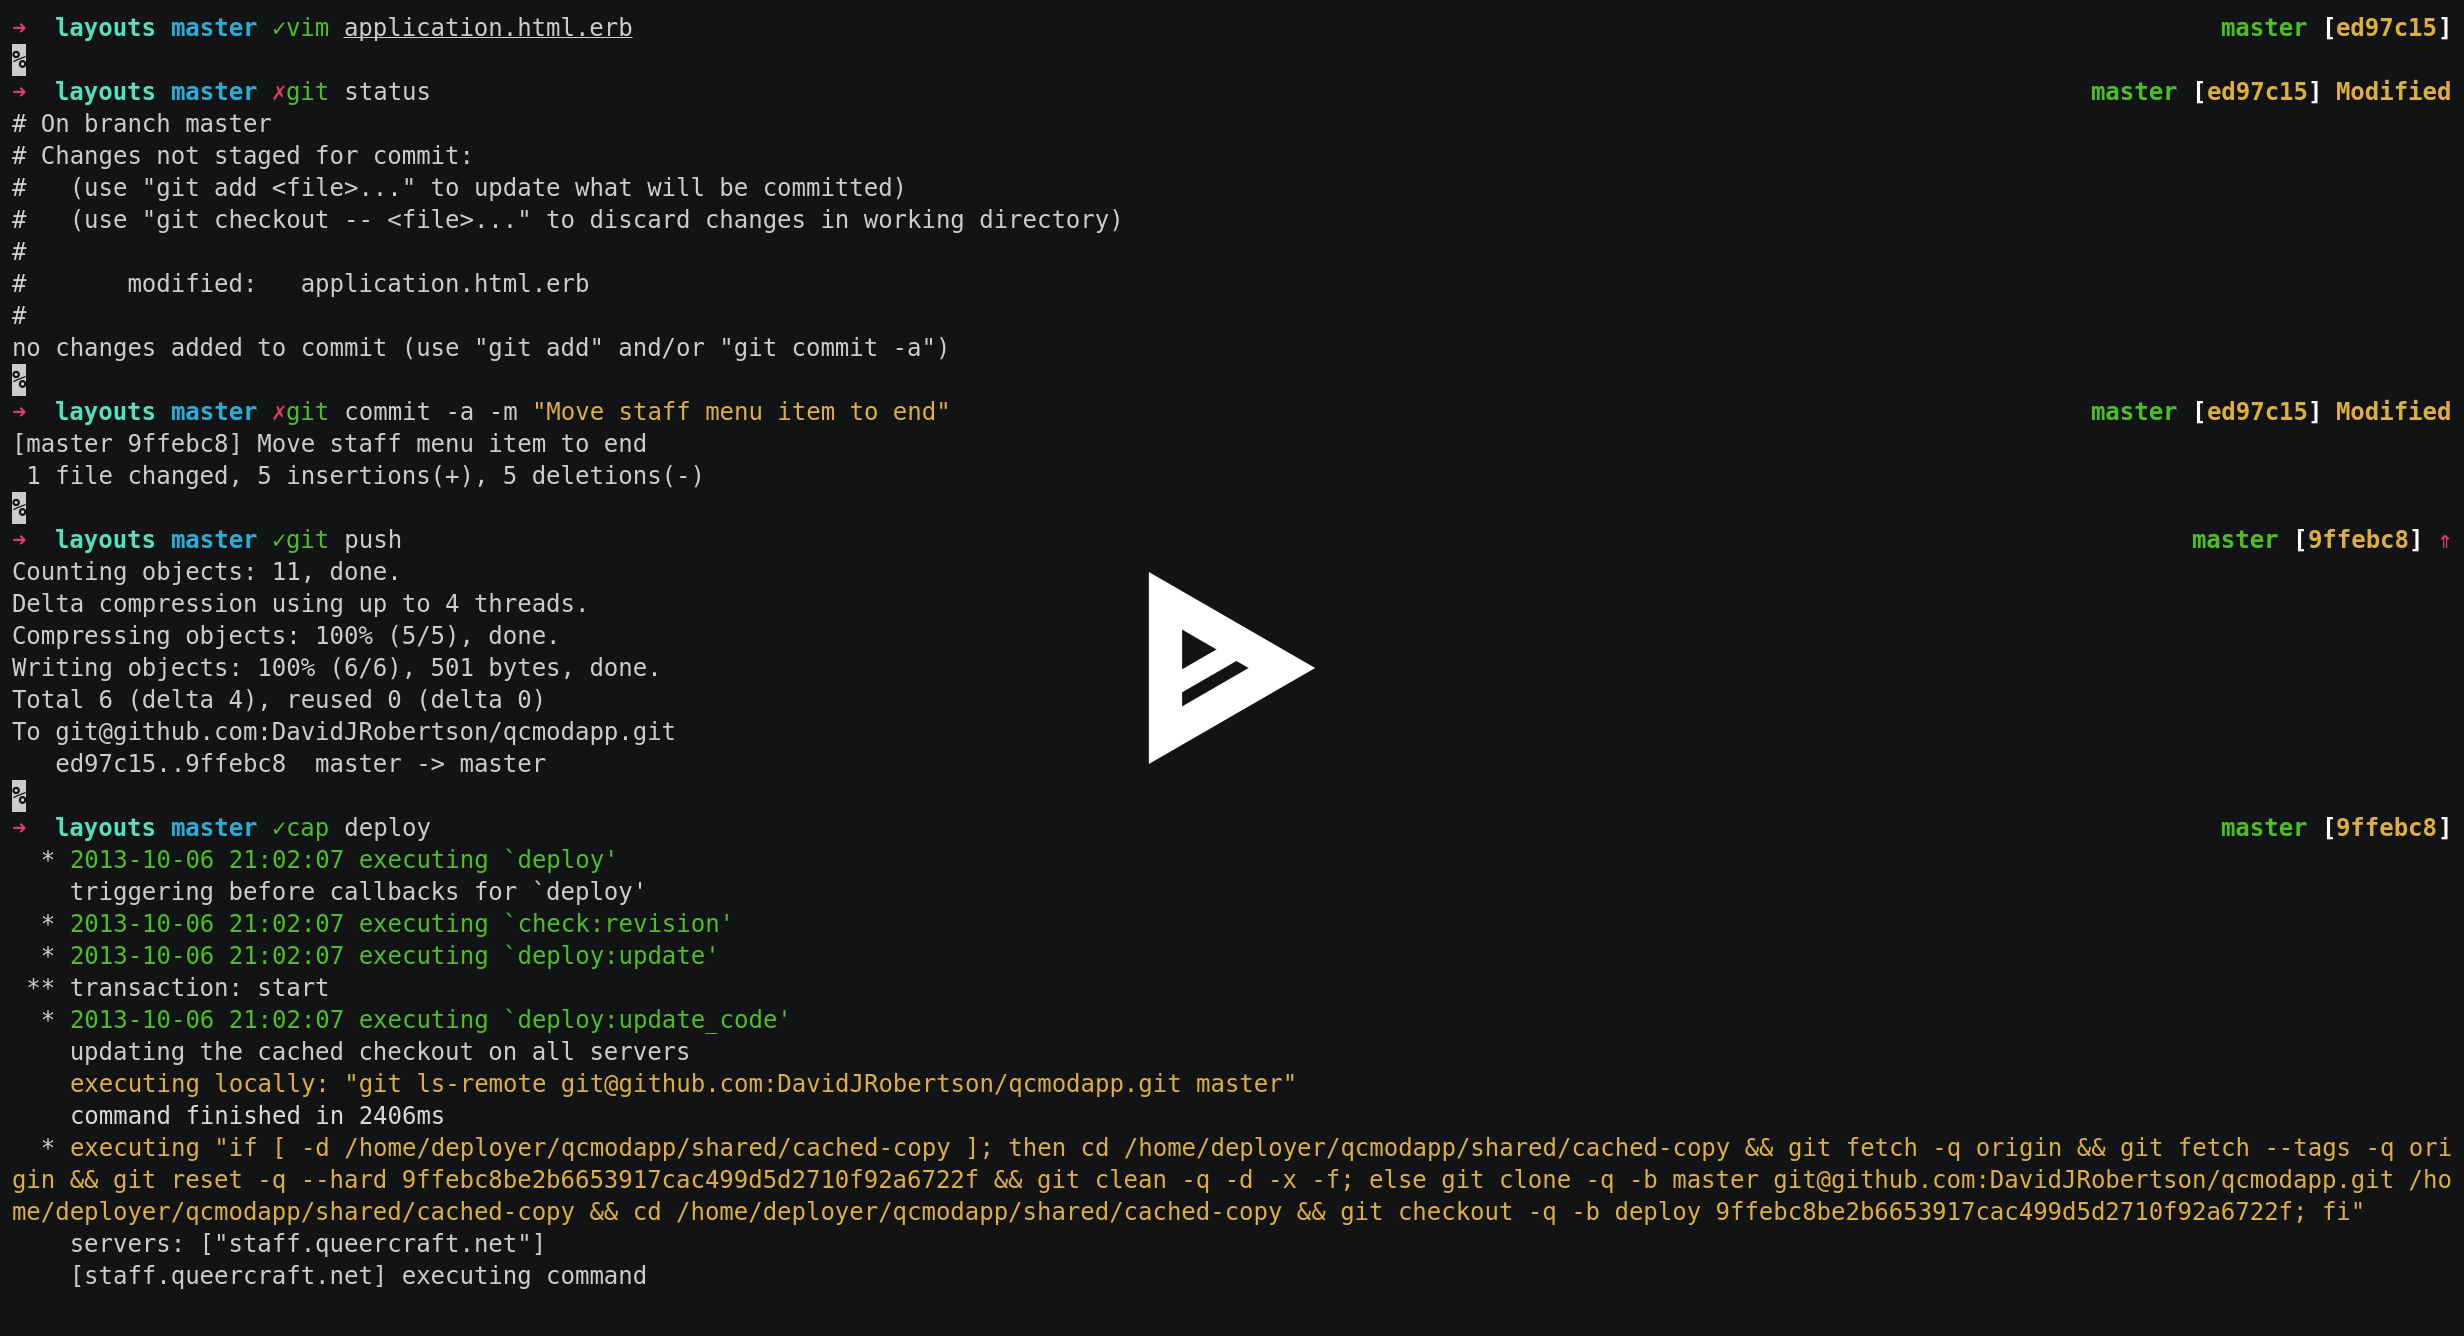 ➜  layouts master ✓vim application.html.erb master [ed97c15]
%
➜  layouts master ✗git status master [ed97c15] Modified
# On branch master
# Changes not staged for commit:
#   (use "git add <file>..." to update what will be committed)
#   (use "git checkout -- <file>..." to discard changes in working directory)
#
#       modified:   application.html.erb
#
no changes added to commit (use "git add" and/or "git commit -a")
%
➜  layouts master ✗git commit -a -m "Move staff menu item to end" master [ed97c15] Modified
[master 9ffebc8] Move staff menu item to end
 1 file changed, 5 insertions(+), 5 deletions(-)
%
➜  layouts master ✓git push master [9ffebc8] ⇑
Counting objects: 11, done.
Delta compression using up to 4 threads.
Compressing objects: 100% (5/5), done.
Writing objects: 100% (6/6), 501 bytes, done.
Total 6 (delta 4), reused 0 (delta 0)
To git@github.com:DavidJRobertson/qcmodapp.git
   ed97c15..9ffebc8  master -> master
%
➜  layouts master ✓cap deploy master [9ffebc8]
  * 2013-10-06 21:02:07 executing `deploy'
    triggering before callbacks for `deploy'
  * 2013-10-06 21:02:07 executing `check:revision'
  * 2013-10-06 21:02:07 executing `deploy:update'
 ** transaction: start
  * 2013-10-06 21:02:07 executing `deploy:update_code'
    updating the cached checkout on all servers
    executing locally: "git ls-remote git@github.com:DavidJRobertson/qcmodapp.git master"
    command finished in 2406ms
  * executing "if [ -d /home/deployer/qcmodapp/shared/cached-copy ]; then cd /home/deployer/qcmodapp/shared/cached-copy && git fetch -q origin && git fetch --tags -q ori
gin && git reset -q --hard 9ffebc8be2b6653917cac499d5d2710f92a6722f && git clean -q -d -x -f; else git clone -q -b master git@github.com:DavidJRobertson/qcmodapp.git /ho
me/deployer/qcmodapp/shared/cached-copy && cd /home/deployer/qcmodapp/shared/cached-copy && git checkout -q -b deploy 9ffebc8be2b6653917cac499d5d2710f92a6722f; fi"
    servers: ["staff.queercraft.net"]
    [staff.queercraft.net] executing command